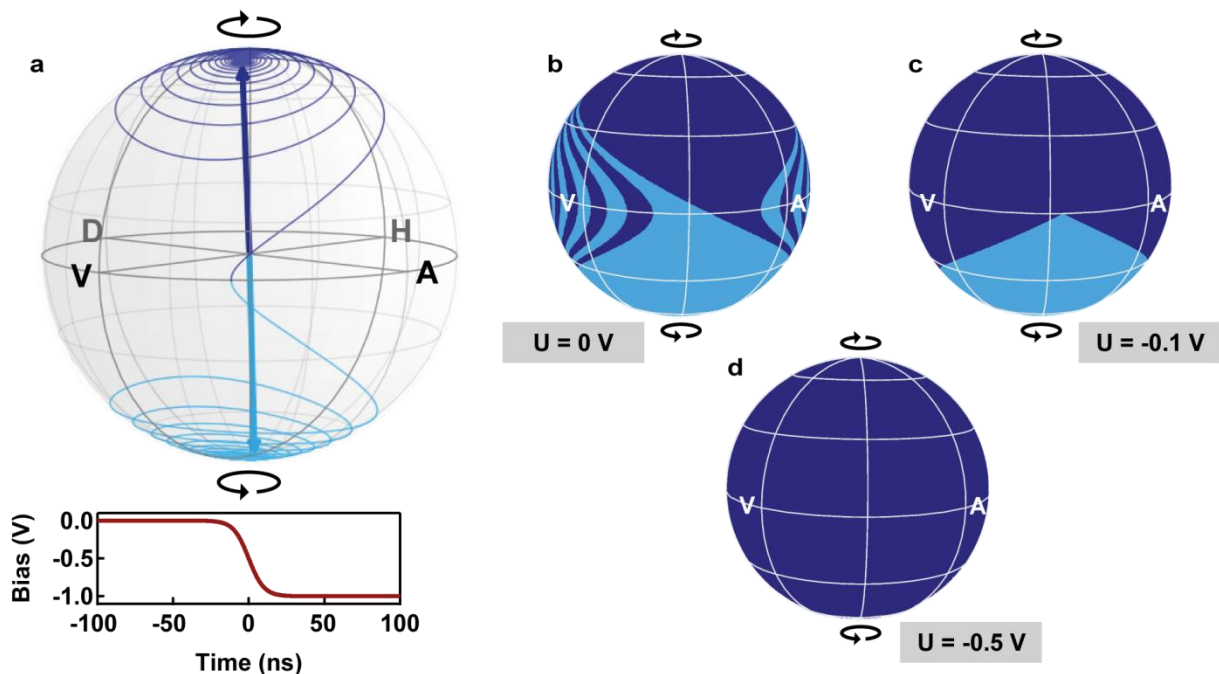 a
D
H
V
A
Bias (V)
0.0
-0.5
-1.0
-100
-50
0
50
100
Time (ns)
b
V
A
U = 0 V
c
V
A
U = -0.1 V
d
V
A
U = -0.5 V